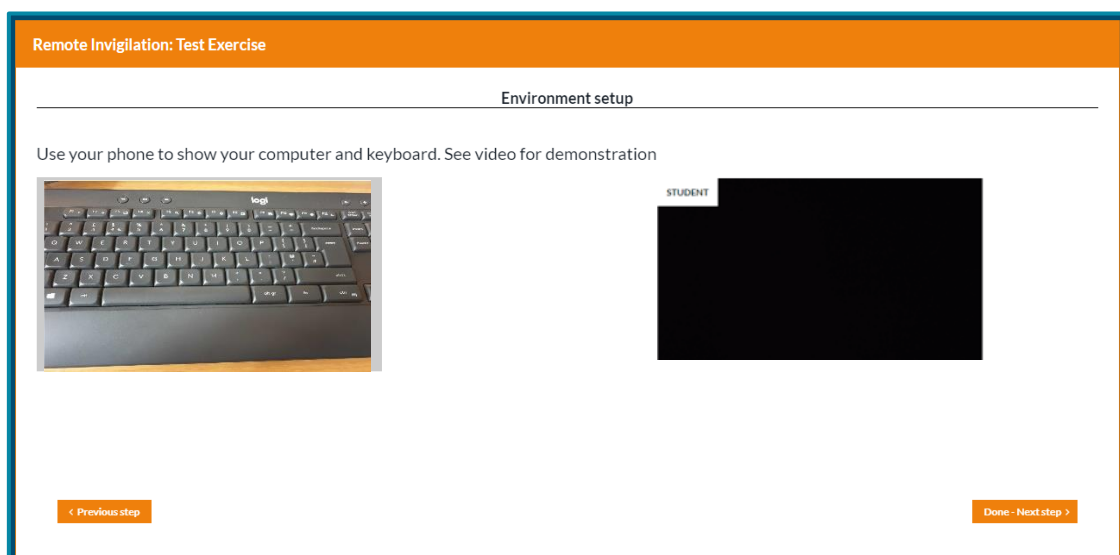 Remote Invigilation: Test Exercise
Environment setup
Use your phone to show your computer and keyboard. See video for demonstration
logi
STUDENT
< Previous step
Done - Next step >